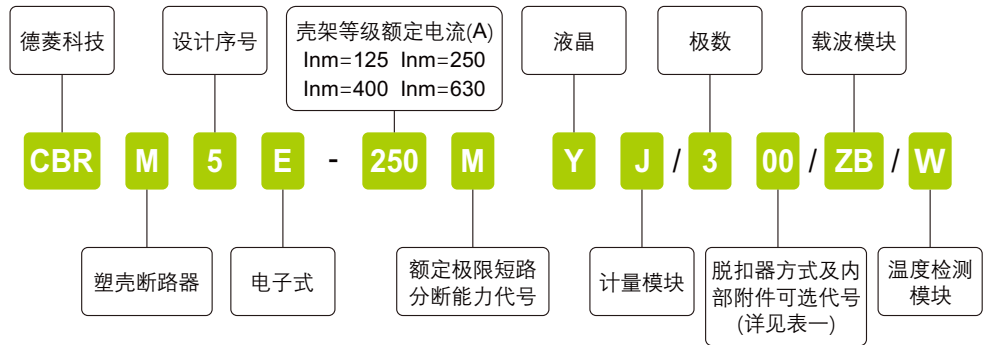 德菱科技
设计序号
壳架等级额定电流(A)
Inm=125 Inm=250
Inm=400 Inm=630
液晶
极数
载波模块
CBR M 5 E - 250 M Y J / 3 00 / ZB / W
塑壳断路器
电子式
额定极限短路
分断能力代号
计量模块
脱扣器方式及内
部附件可选代号
(详见表一)
温度检测
模块